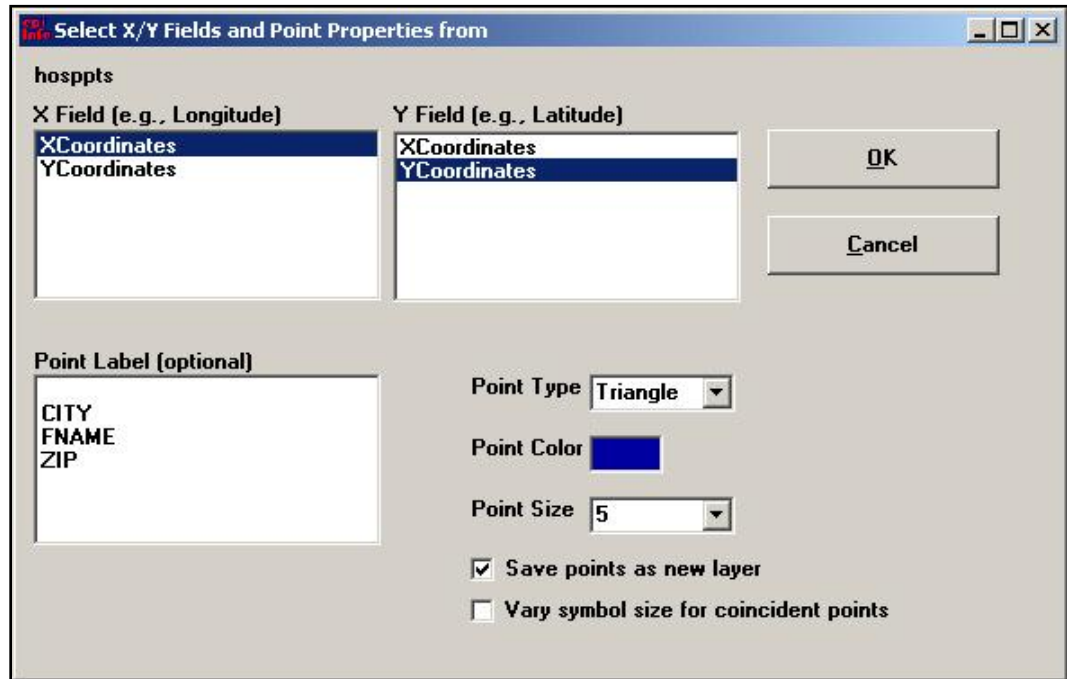 Epi Info
Select X/Y Fields and Point Properties from
hosppts
X Field (e.g., Longitude)
XCoordinates
YCoordinates
Y Field (e.g., Latitude)
XCoordinates
YCoordinates
OK
Cancel
Point Label (optional)
CITY
FNAME
ZIP
Point Type Triangle
Point Color
Point Size 5
Save points as new layer
Vary symbol size for coincident points